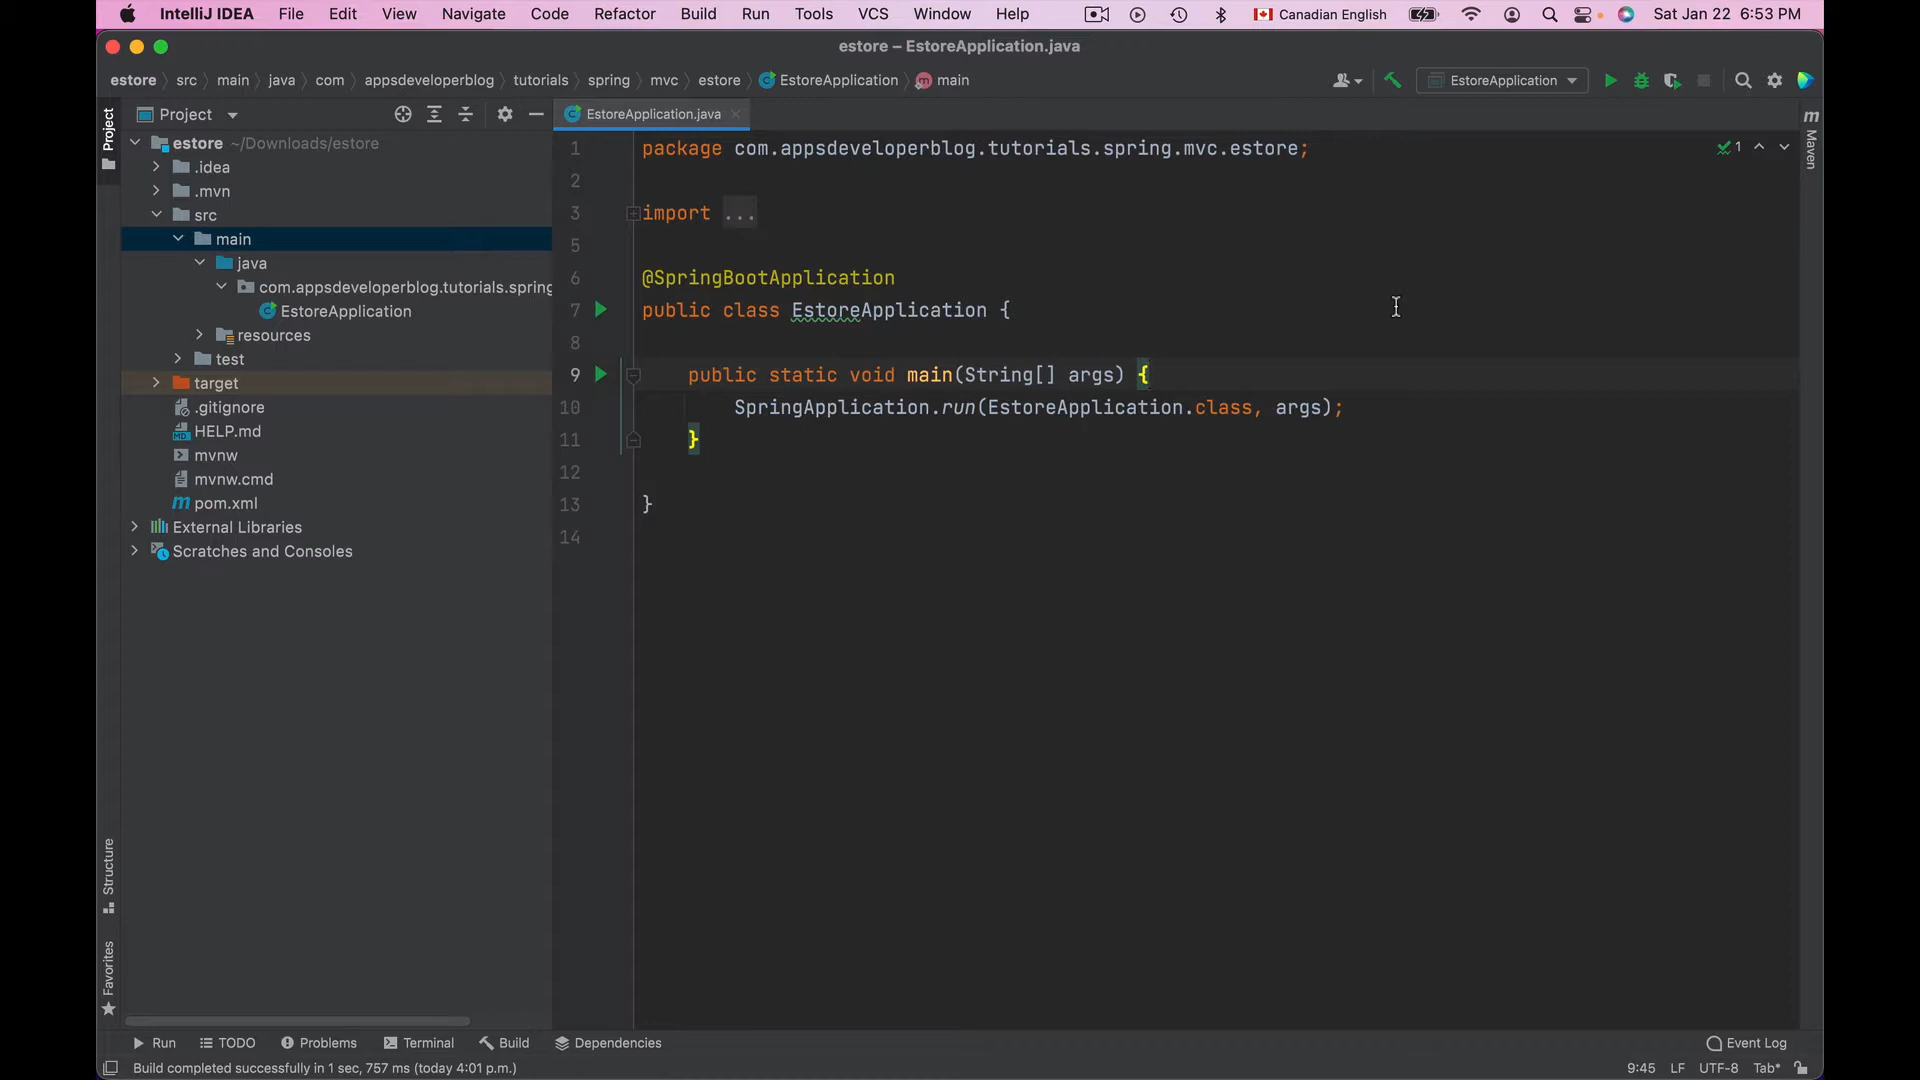 IntelliJ IDEA File Edit View Navigate Code Refactor Build Run Tools VCS Window Help Canadian English Sat Jan 22 6:53 PM
estore – EstoreApplication.java
estore src main java com appsdeveloperblog tutorials spring mvc estore EstoreApplication main EstoreApplication
Project
Project
EstoreApplication.java
Maven
estore ~/Downloads/estore
.idea
.mvn
src
main
java
com.appsdeveloperblog.tutorials.spring
EstoreApplication
resources
test
target
.gitignore
HELP.md
mvnw
mvnw.cmd
pom.xml
External Libraries
Scratches and Consoles
1 package com.appsdeveloperblog.tutorials.spring.mvc.estore; 1
2
3 import ...
5
6 @SpringBootApplication
7 public class EstoreApplication {
8
9 public static void main(String[] args) {
10 SpringApplication.run(EstoreApplication.class, args);
11 }
12
13 }
14
Structure
Favorites
Run TODO Problems Terminal Build Dependencies Event Log
Build completed successfully in 1 sec, 757 ms (today 4:01 p.m.) 9:45 LF UTF-8 Tab*